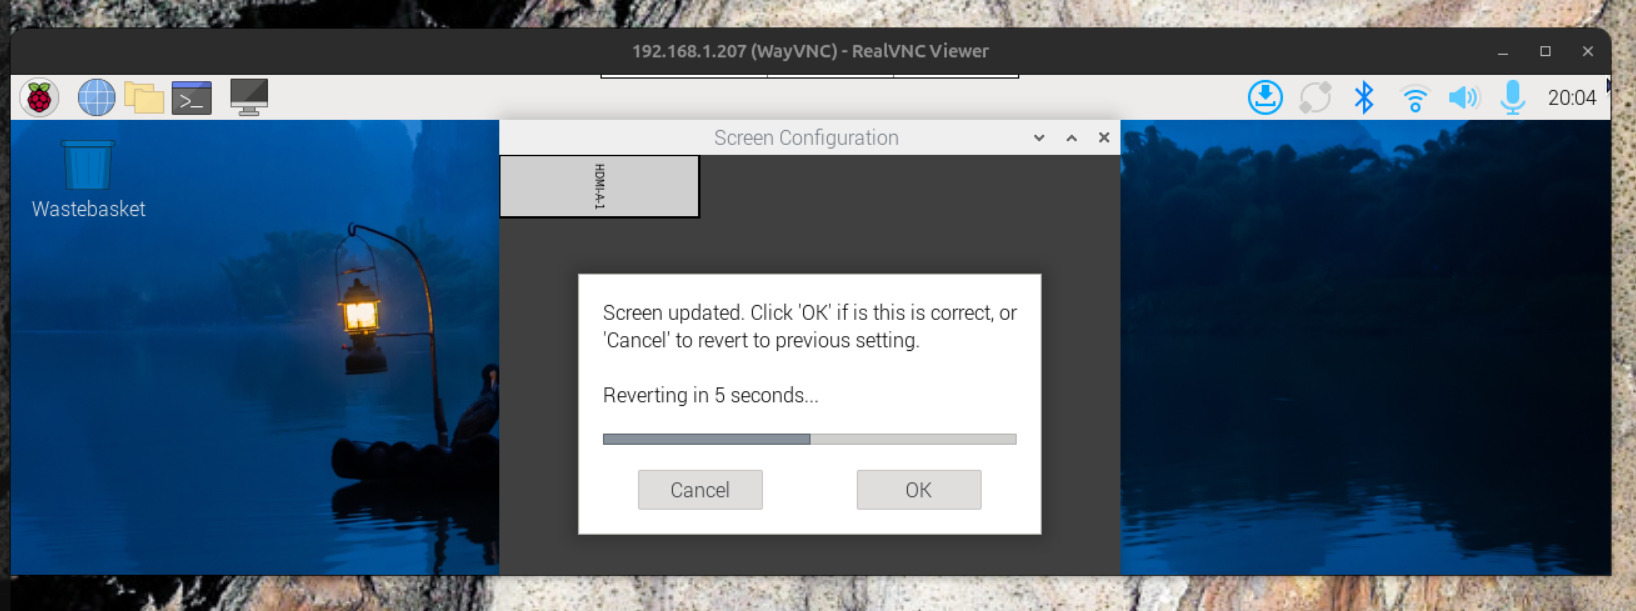 192.168.1.207 (WayVNC) - RealVNC Viewer
>_
20:04
Wastebasket
Screen Configuration
HDMI-A-1
Screen updated. Click 'OK' if is this is correct, or
'Cancel' to revert to previous setting.
Reverting in 5 seconds...
Cancel
OK